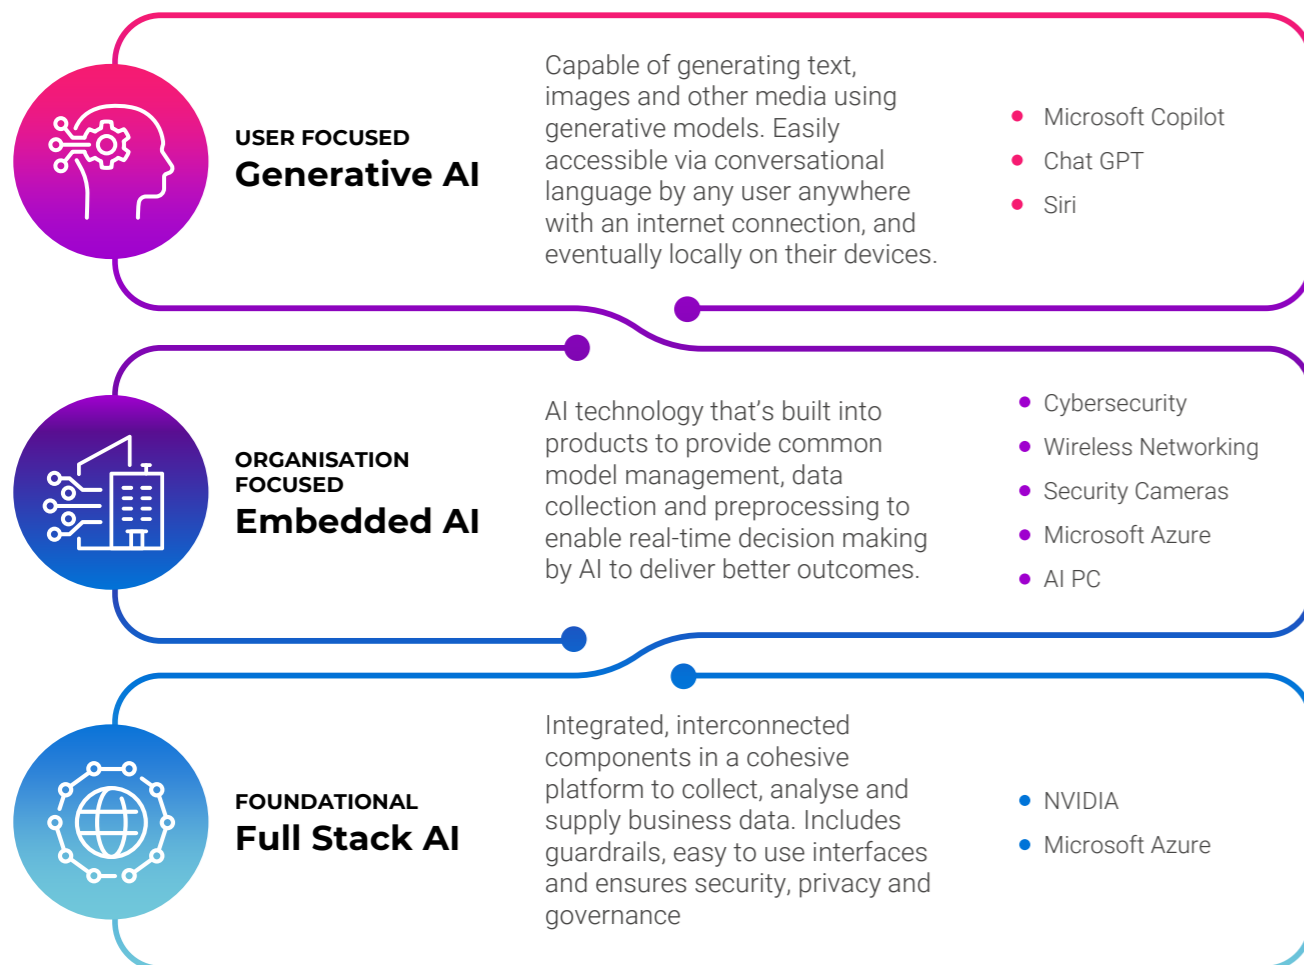 USER FOCUSED
Generative AI
Capable of generating text,
images and other media using
generative models. Easily
accessible via conversational
language by any user anywhere
with an internet connection, and
eventually locally on their devices.
Microsoft Copilot
Chat GPT
Siri
ORGANISATION
FOCUSED
Embedded AI
AI technology that’s built into
products to provide common
model management, data
collection and preprocessing to
enable real-time decision making
by AI to deliver better outcomes.
Cybersecurity
Wireless Networking
Security Cameras
Microsoft Azure
AI PC
FOUNDATIONAL
Full Stack AI
Integrated, interconnected
components in a cohesive
platform to collect, analyse and
supply business data. Includes
guardrails, easy to use interfaces
and ensures security, privacy and
governance
NVIDIA
Microsoft Azure